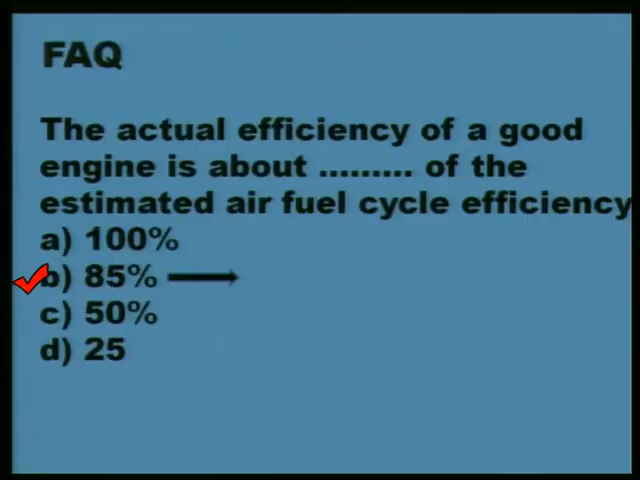 FAQ
The actual efficiency of a good
engine is about ......... of the
estimated air fuel cycle efficiency
a) 100%
b) 85%
c) 50%
d) 25